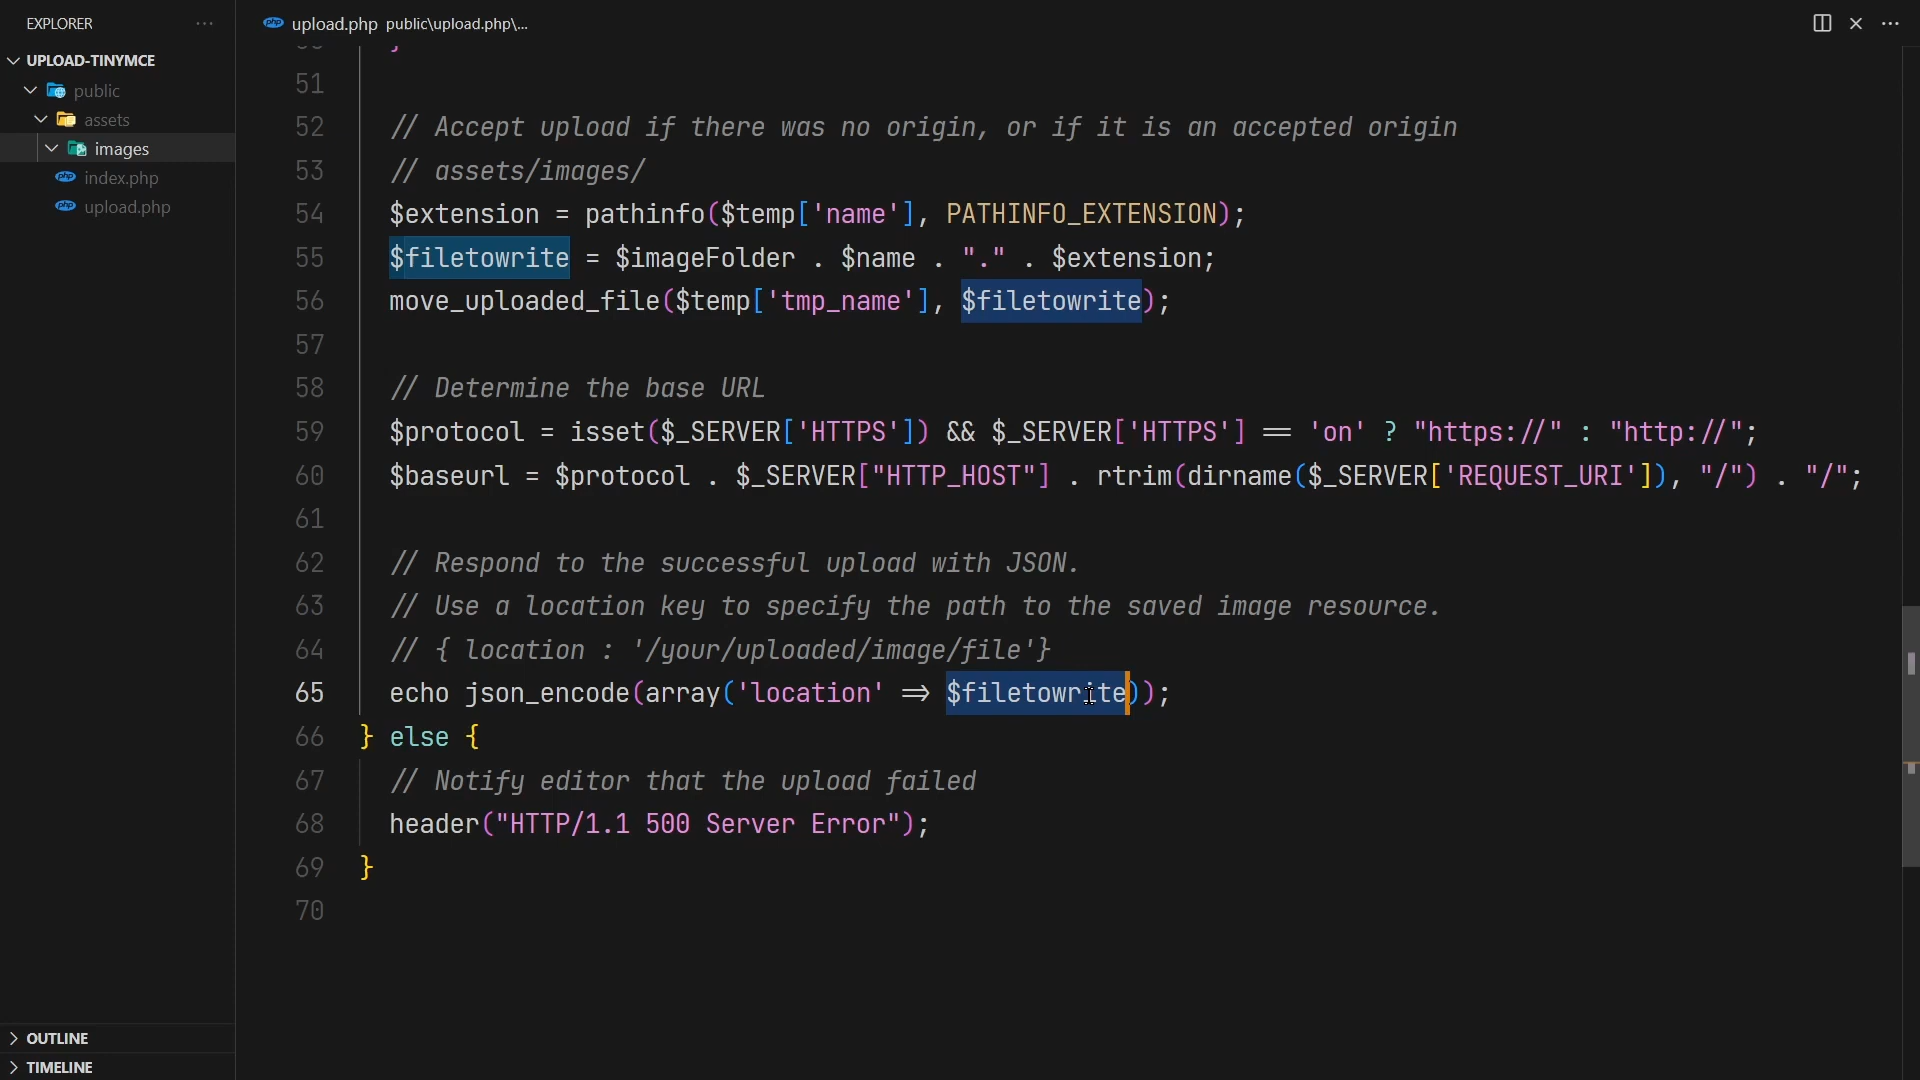 EXPLORER ...
UPLOAD-TINYMCE
public
assets
images
index.php
upload.php
OUTLINE
TIMELINE
upload.php public\upload.php\...
51
52 // Accept upload if there was no origin, or if it is an accepted origin
53 // assets/images/
54 $extension = pathinfo($temp['name'], PATHINFO_EXTENSION);
55 $filetowrite = $imageFolder . $name . "." . $extension;
56 move_uploaded_file($temp['tmp_name'], $filetowrite);
57
58 // Determine the base URL
59 $protocol = isset($_SERVER['HTTPS']) && $_SERVER['HTTPS'] == 'on' ? "https://" : "http://";
60 $baseurl = $protocol . $_SERVER["HTTP_HOST"] . rtrim(dirname($_SERVER['REQUEST_URI']), "/") . "/";
61
62 // Respond to the successful upload with JSON.
63 // Use a location key to specify the path to the saved image resource.
64 // { location : '/your/uploaded/image/file'}
65 echo json_encode(array('location' => $filetowrite));
66 } else {
67 // Notify editor that the upload failed
68 header("HTTP/1.1 500 Server Error");
69 }
70